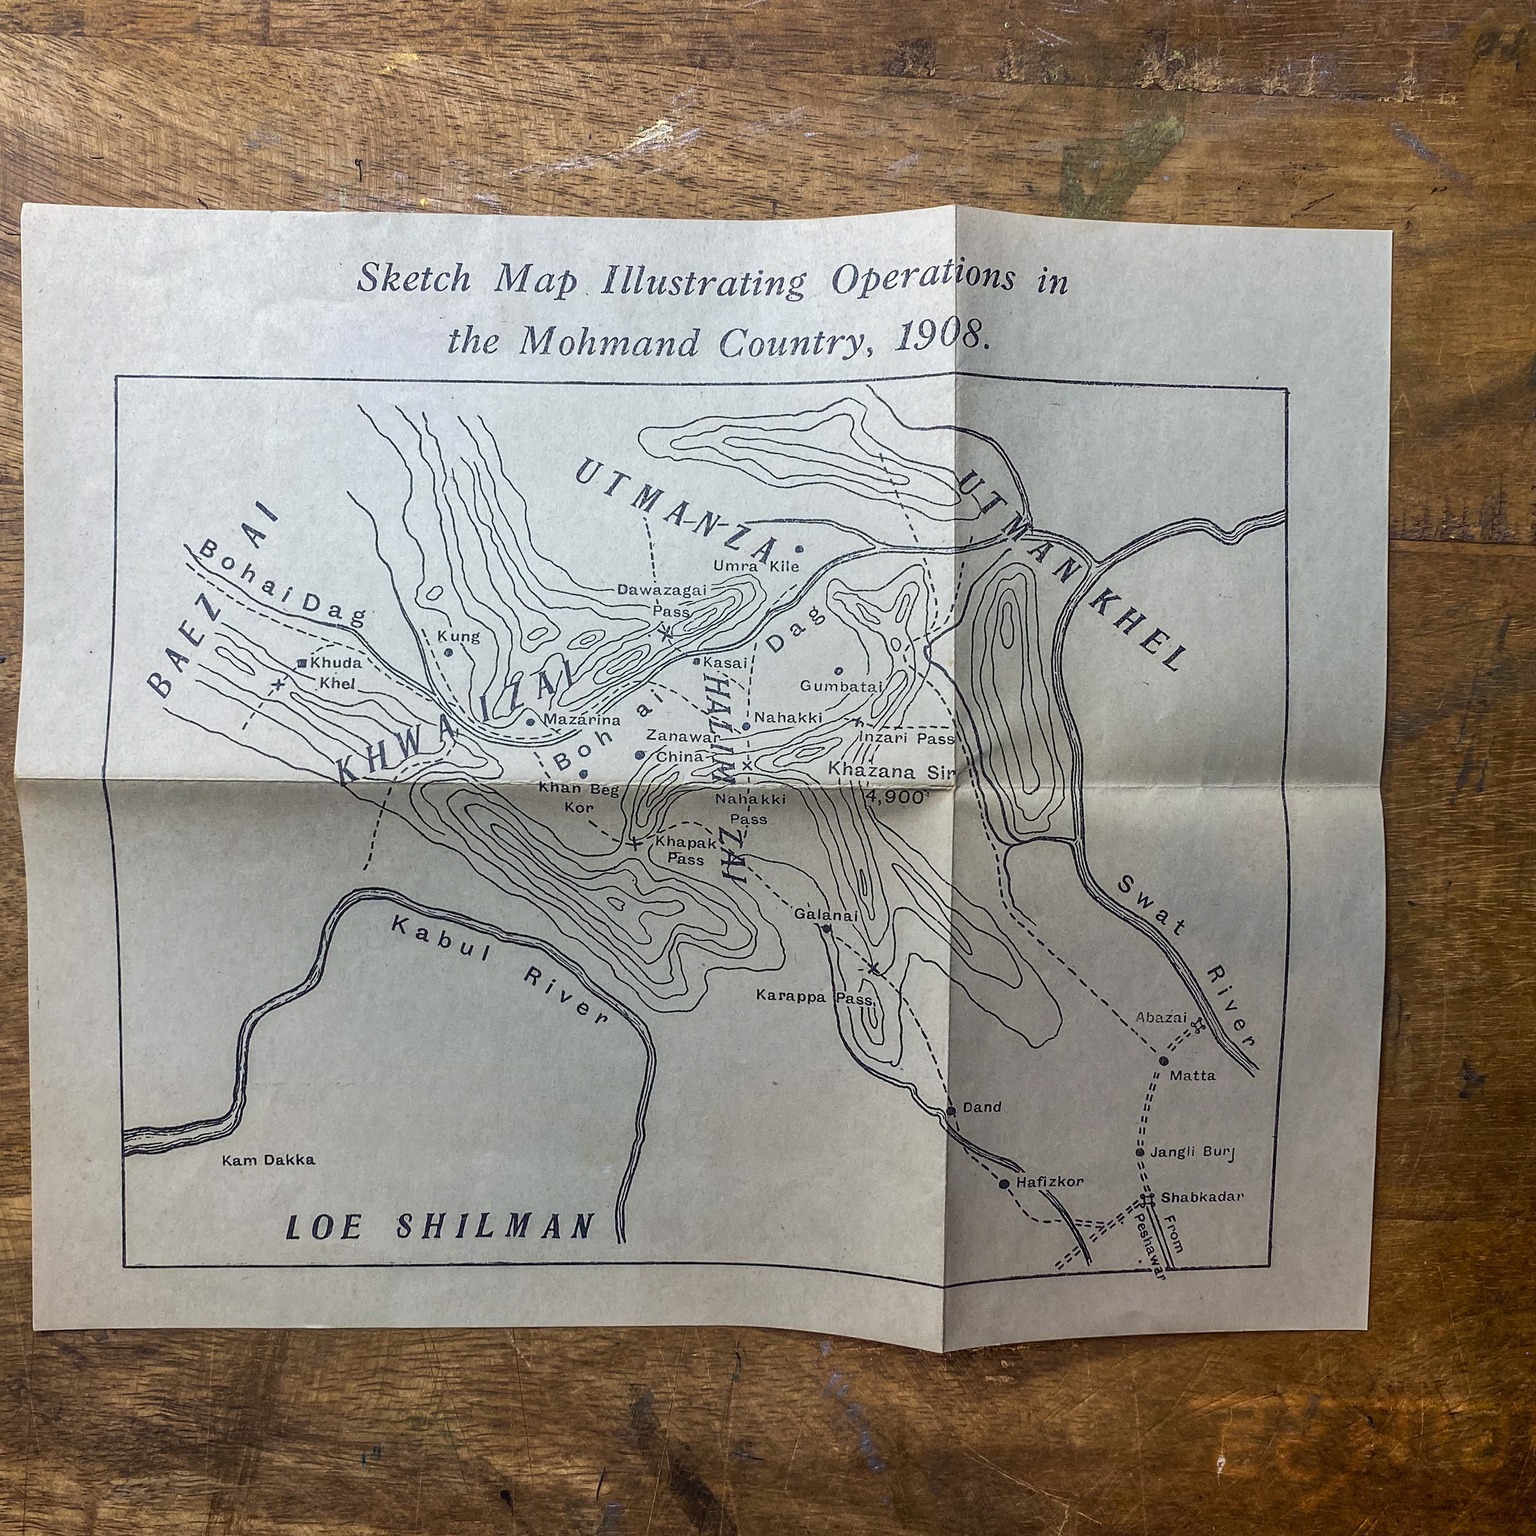 Sketch Map Illustrating Operations in
the Mohmand Country, 1908.
UTMANZAI
UTMAN KHEL
BAEZAI
Bohai Dag
Umra Kile
Dawazagai
Pass
Dag
Kung
Khuda
Khel
Kasai
Gumbatai
KHWAIZAI
Mazarina
Bohai
HALIMZAI
Nahakki
Zanawar
China
Inzari Pass
Khazana Sir
4,900'
Khan Beg
Kor
Nahakki
Pass
Khapak
Pass
Galanai
Swat River
Kabul River
Karappa Pass
Abazai
Matta
Dand
Jangli Burj
Kam Dakka
Hafizkor
Shabkadar
From
Peshawar
LOE SHILMAN